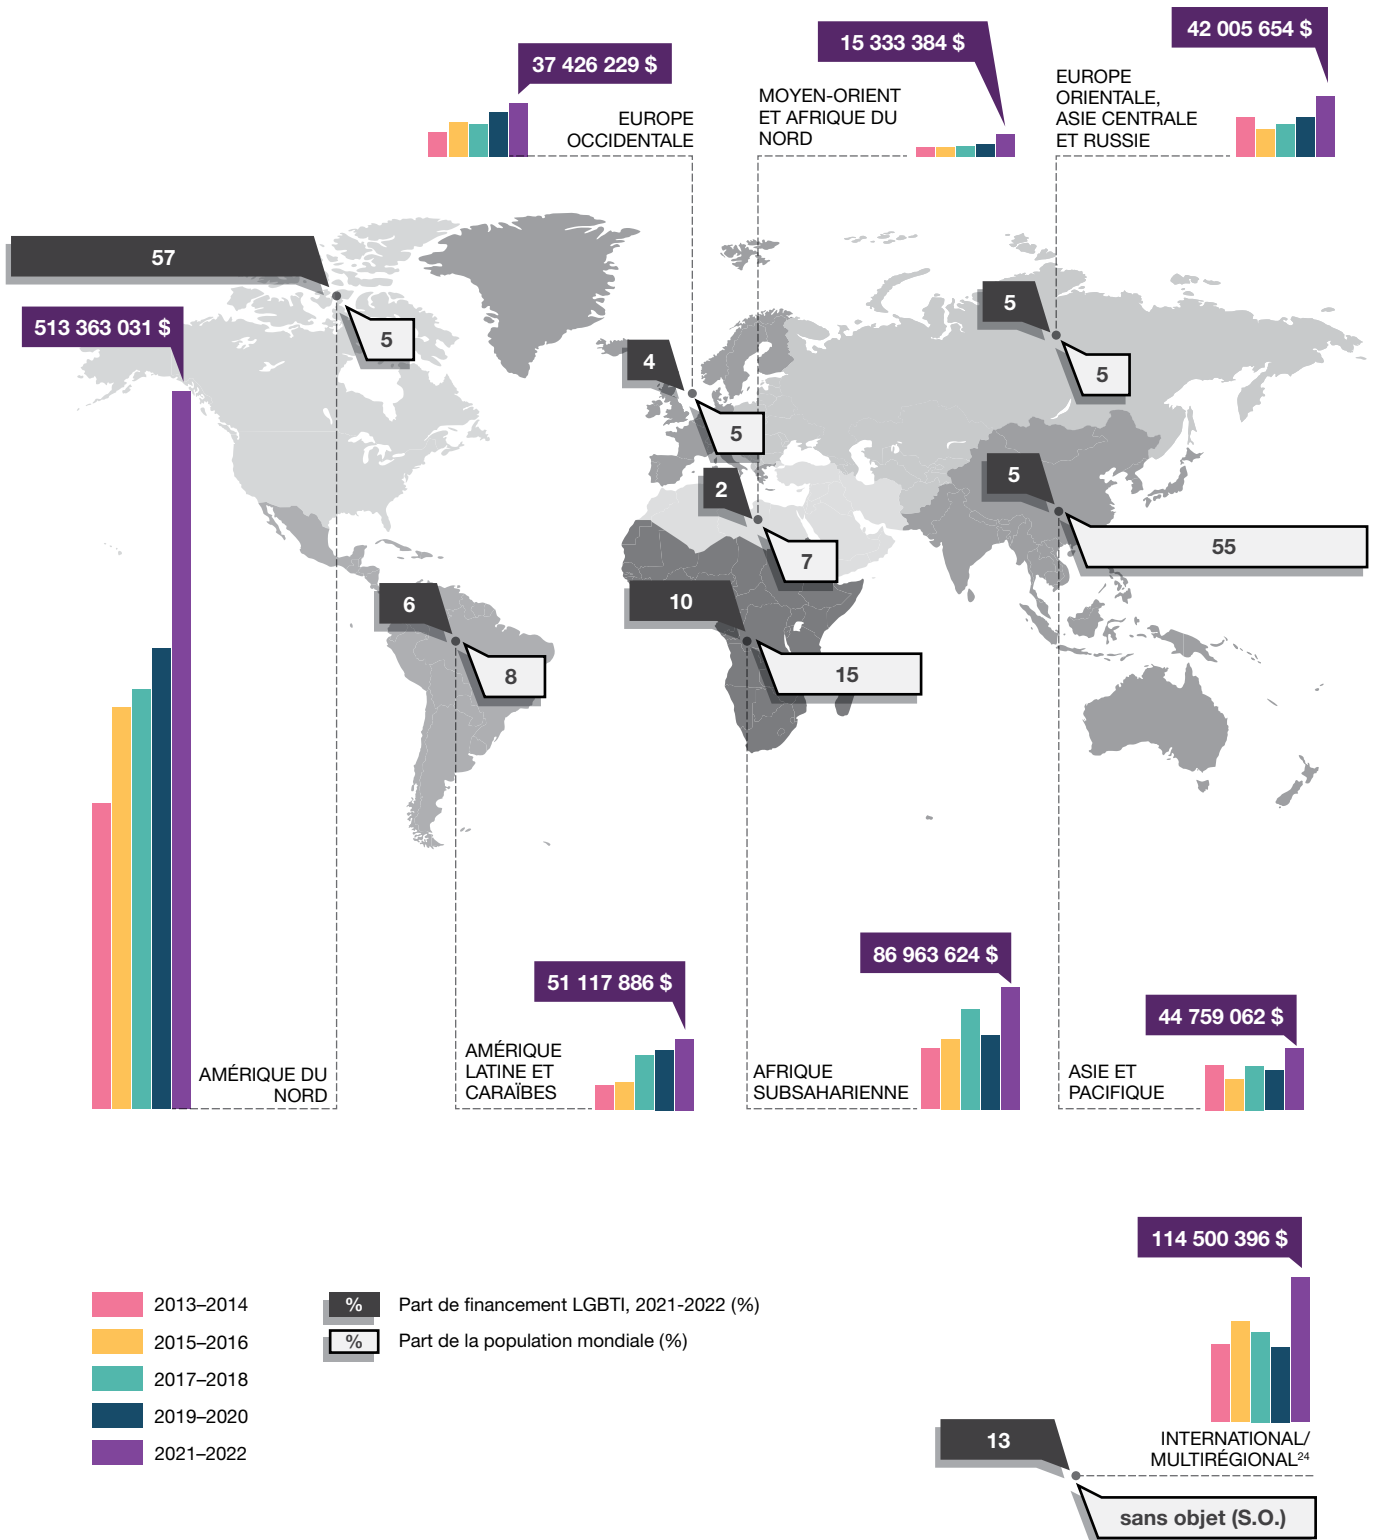 37 426 229 $
15 333 384 $
42 005 654 $
EUROPE
OCCIDENTALE
MOYEN-ORIENT
ET AFRIQUE DU
NORD
EUROPE
ORIENTALE,
ASIE CENTRALE
ET RUSSIE
57
5
513 363 031 $
4
5
5
5
2
7
5
55
6
8
10
15
51 117 886 $
86 963 624 $
44 759 062 $
AMÉRIQUE DU
NORD
AMÉRIQUE
LATINE ET
CARAÏBES
AFRIQUE
SUBSAHARIENNE
ASIE ET
PACIFIQUE
114 500 396 $
2013–2014
2015–2016
2017–2018
2019–2020
2021–2022
% Part de financement LGBTI, 2021-2022 (%)
% Part de la population mondiale (%)
13
INTERNATIONAL/
MULTIRÉGIONAL24
sans objet (S.O.)